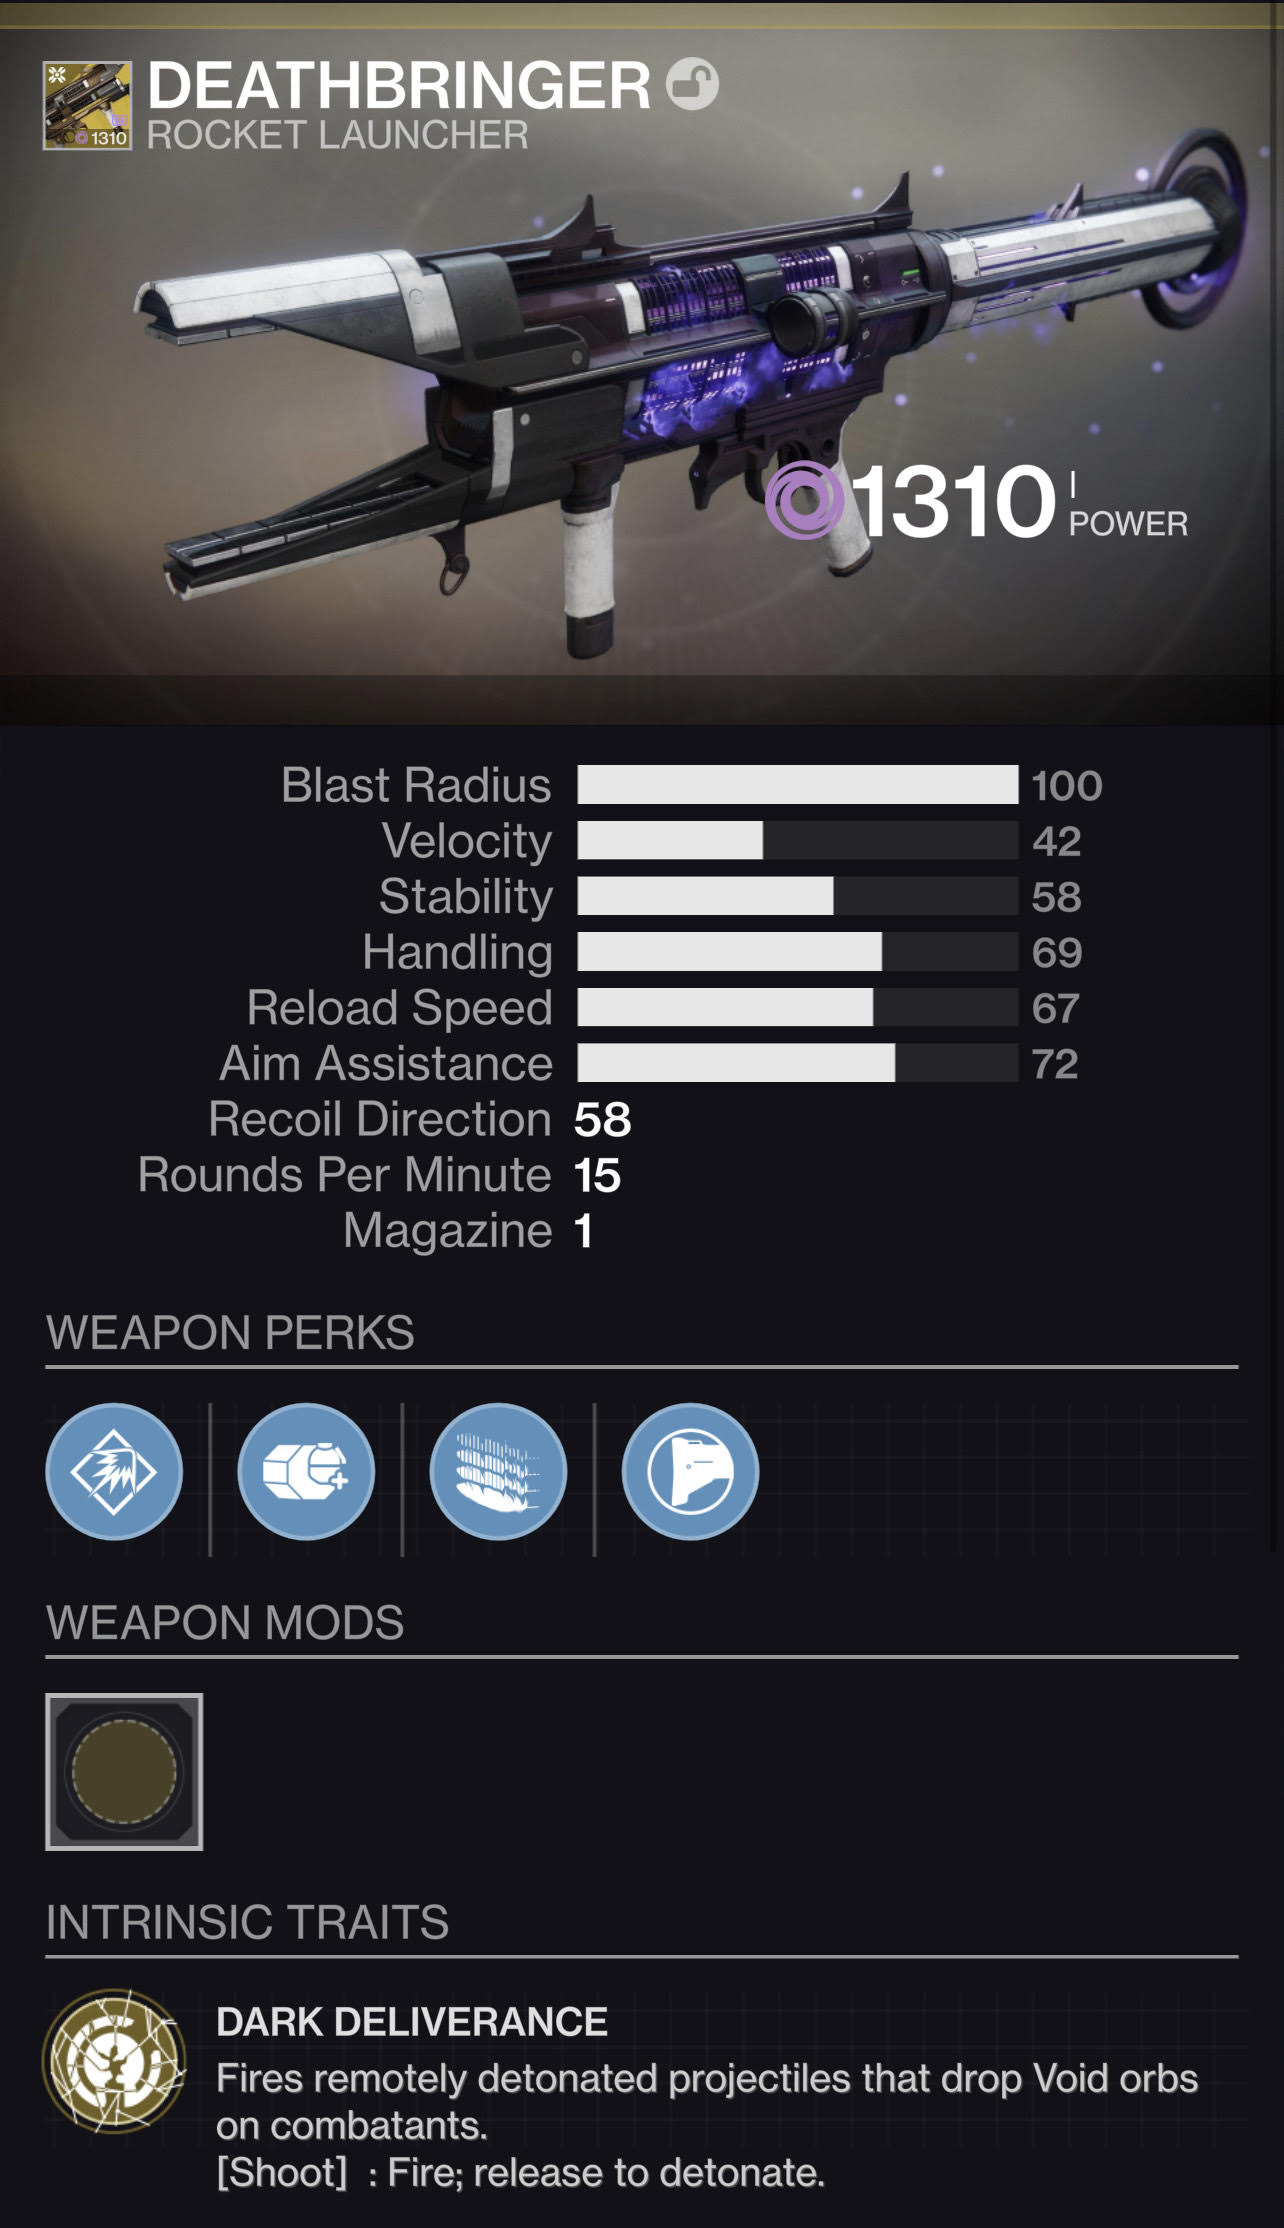 DEATHBRINGER
ROCKET LAUNCHER
1310
1310 | POWER
Blast Radius 100
Velocity 42
Stability 58
Handling 69
Reload Speed 67
Aim Assistance 72
Recoil Direction 58
Rounds Per Minute 15
Magazine 1
WEAPON PERKS
WEAPON MODS
INTRINSIC TRAITS
DARK DELIVERANCE
Fires remotely detonated projectiles that drop Void orbs
on combatants.
[Shoot] : Fire; release to detonate.